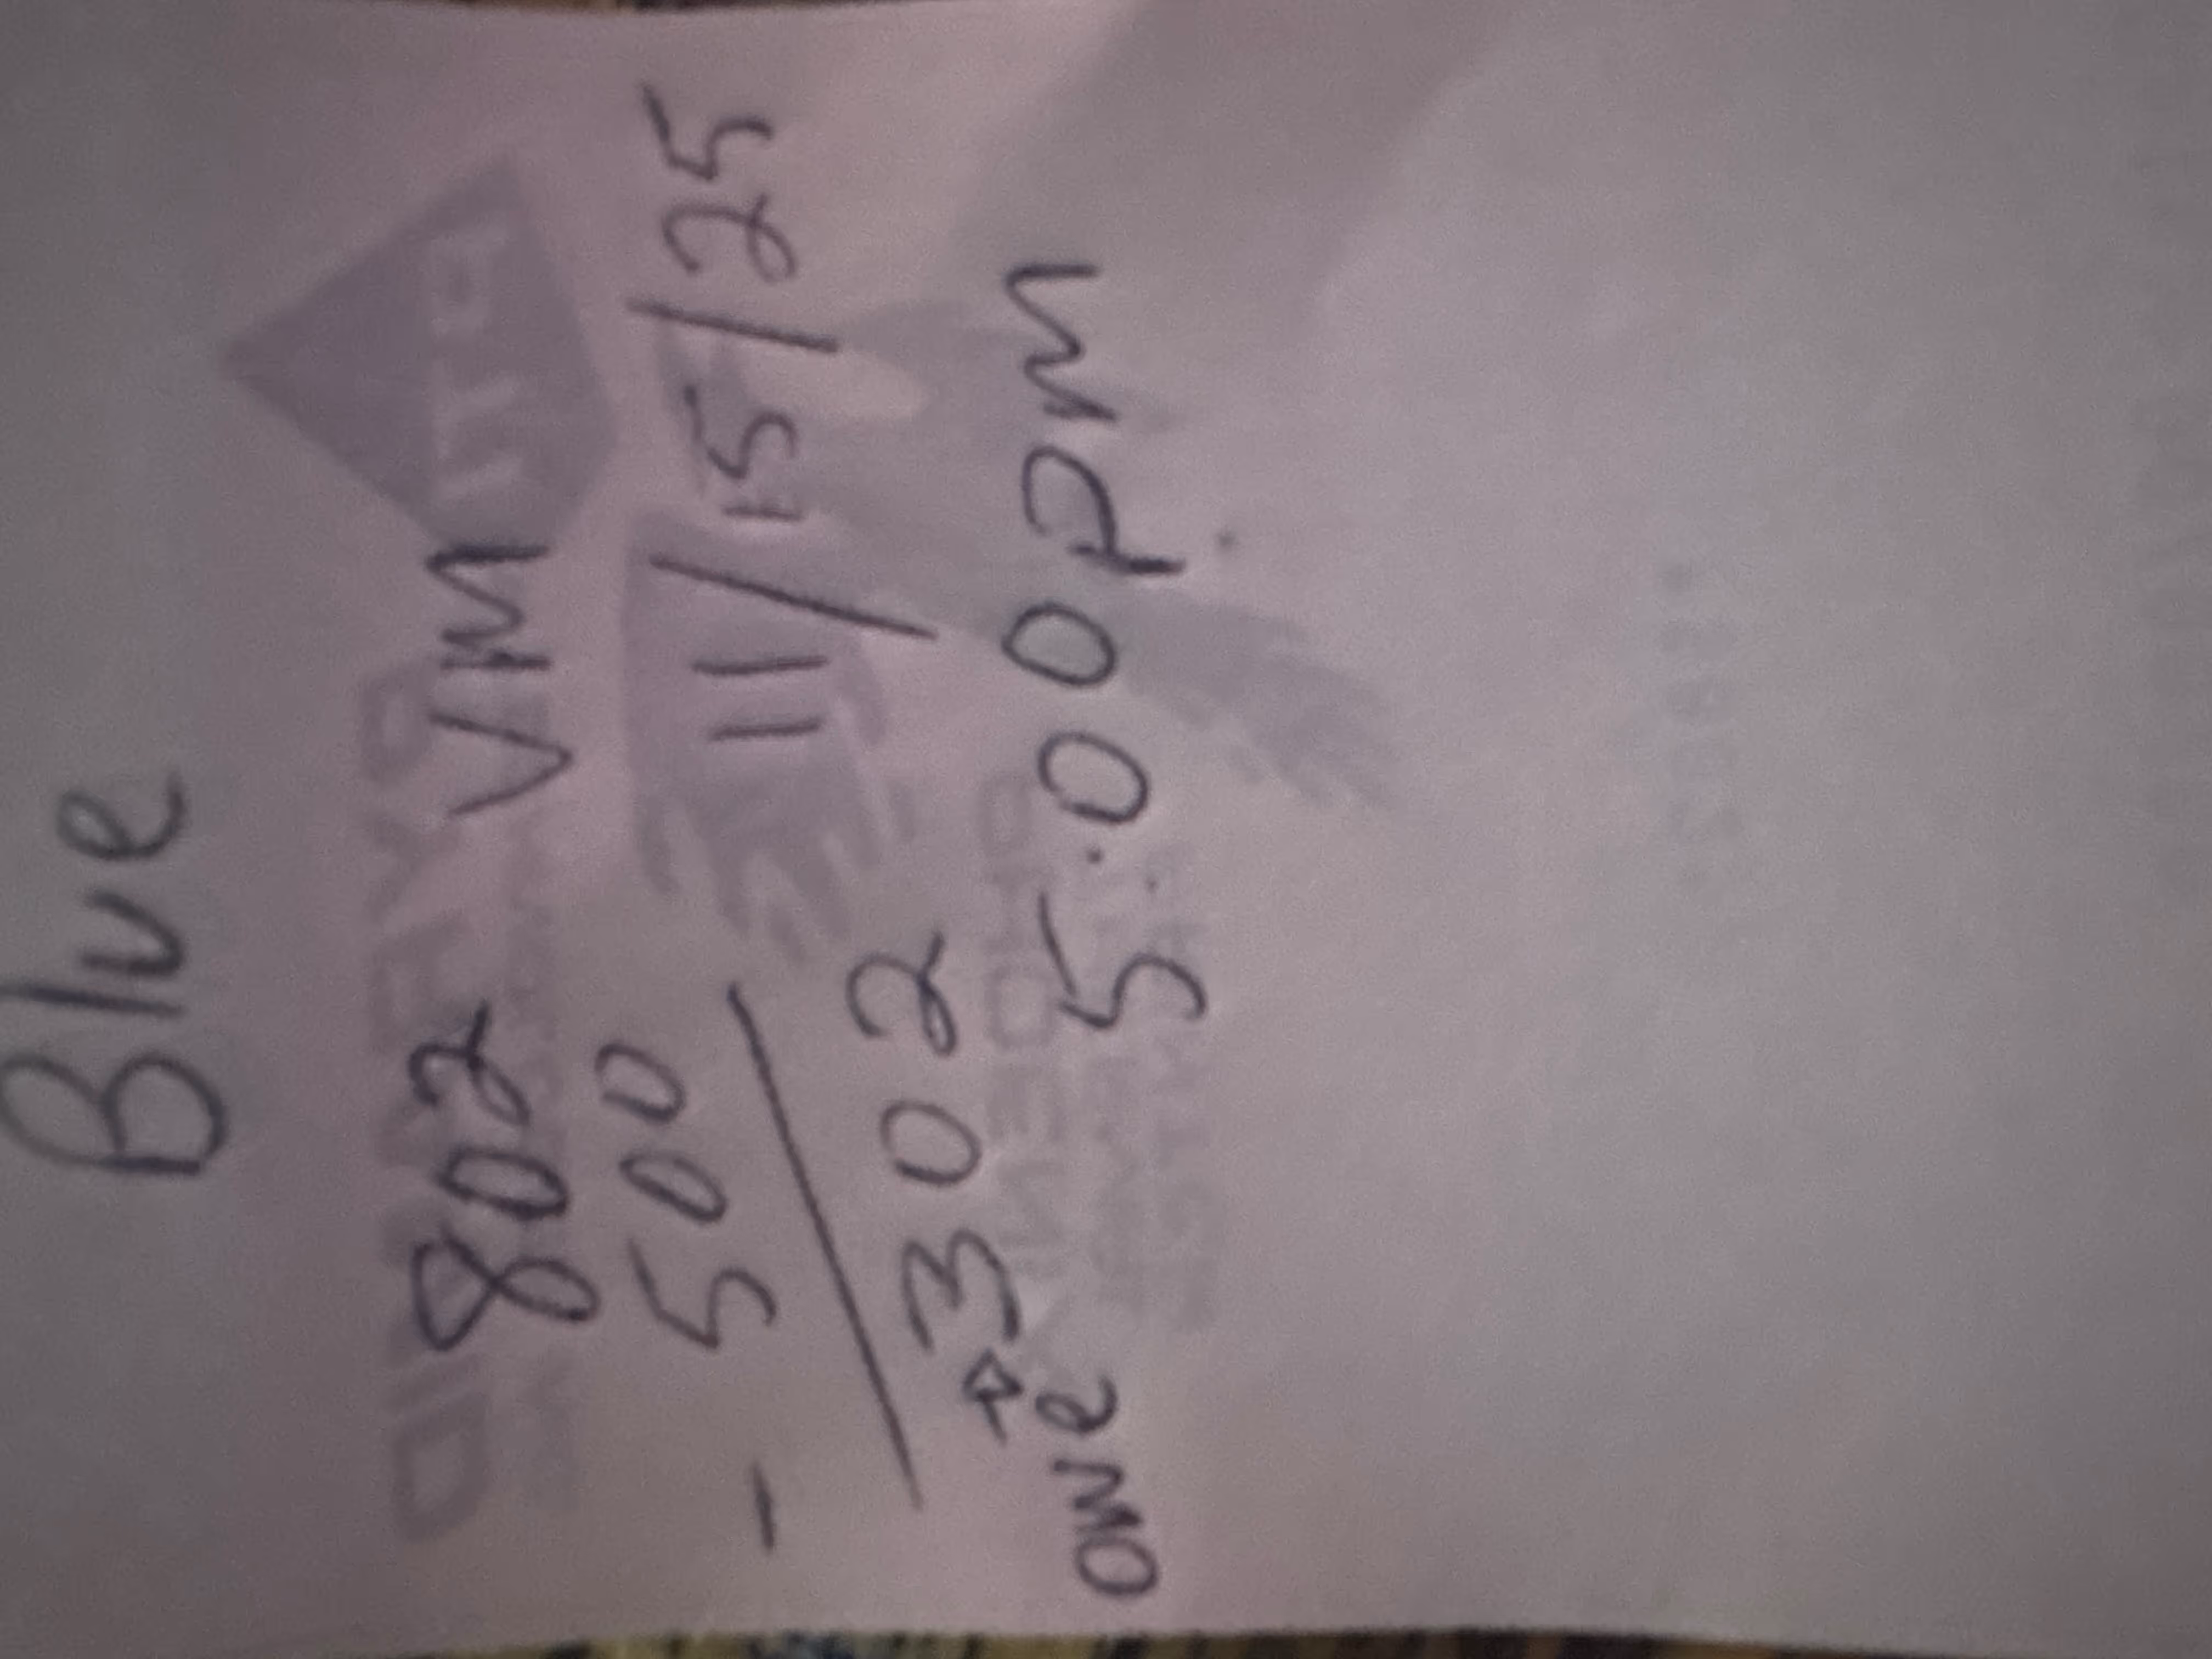 Blue
802 VM
- 500 11/15/25
302
owe 5:00pm